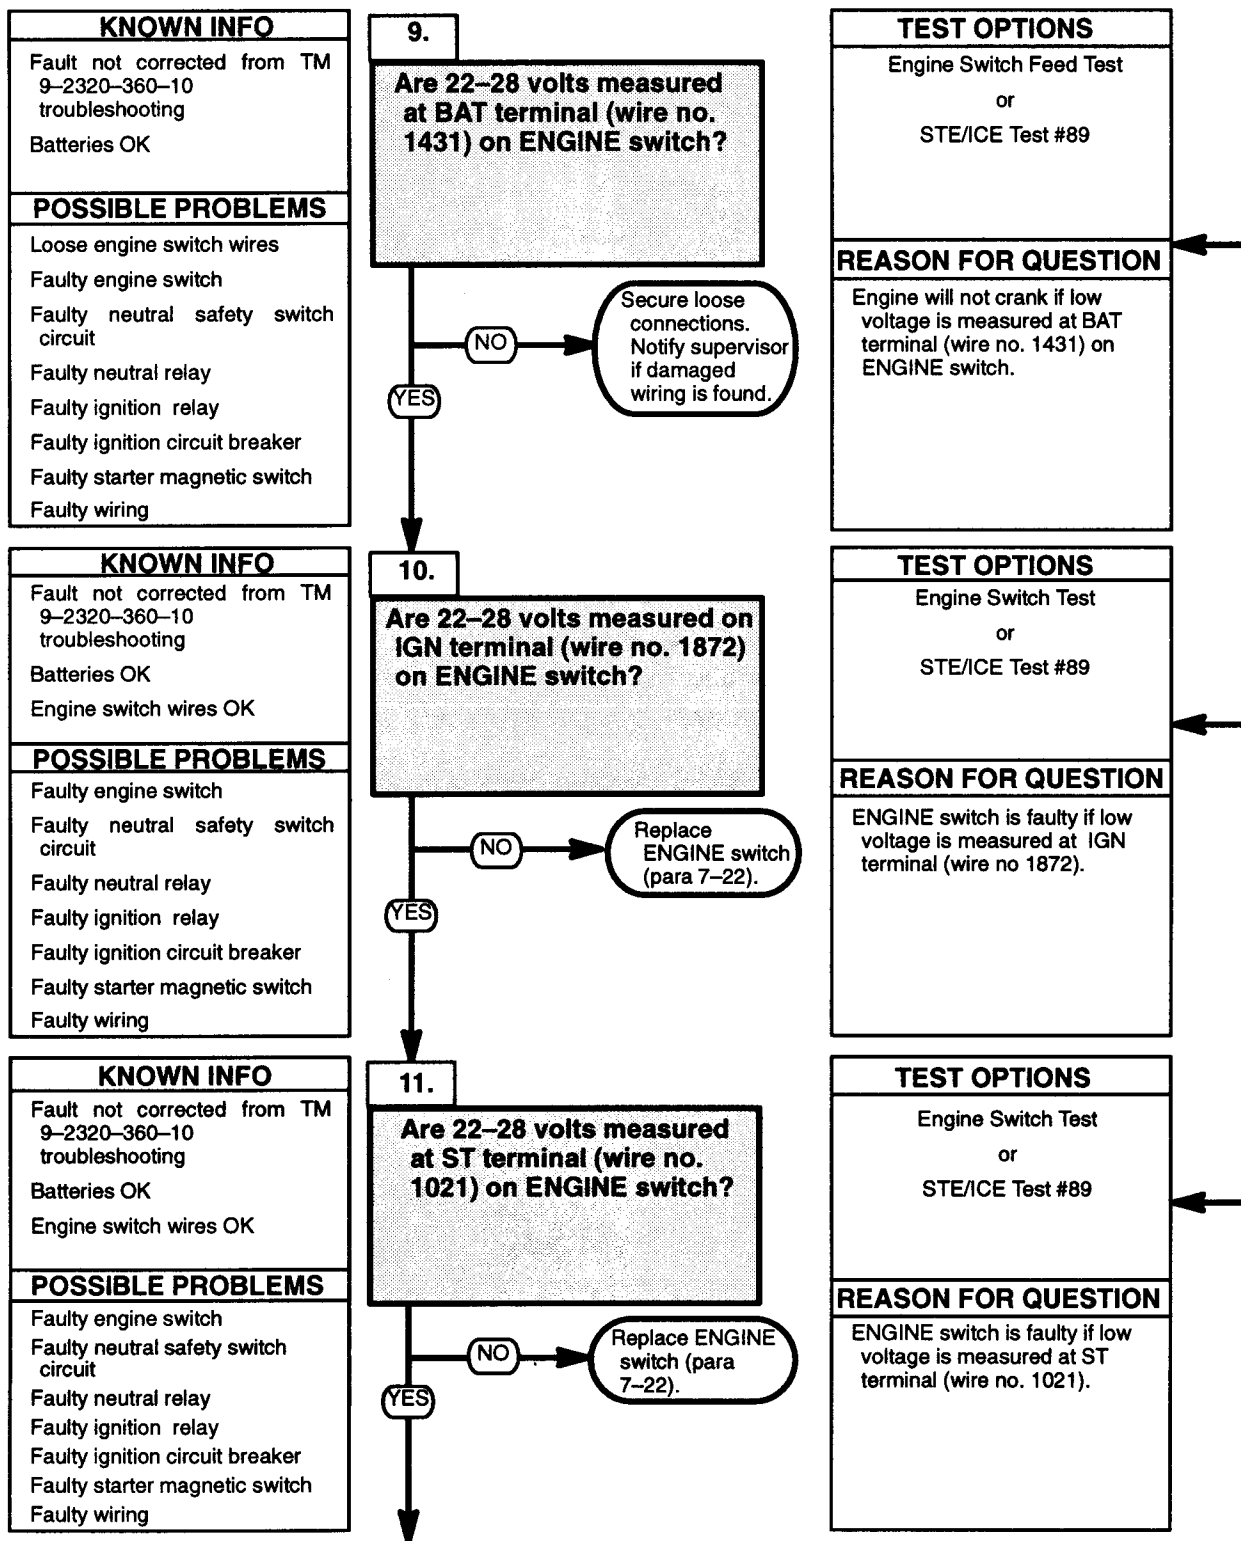 KNOWN INFO
Fault not corrected from TM
9–2320–360–10
troubleshooting
Batteries OK
POSSIBLE PROBLEMS
Loose engine switch wires
Faulty engine switch
Faulty neutral safety switch
circuit
Faulty neutral relay
Faulty ignition relay
Faulty ignition circuit breaker
Faulty starter magnetic switch
Faulty wiring
9.
Are 22–28 volts measured
at BAT terminal (wire no.
1431) on ENGINE switch?
NO
Secure loose
connections.
Notify supervisor
if damaged
wiring is found.
YES
TEST OPTIONS
Engine Switch Feed Test
or
STE/ICE Test #89
REASON FOR QUESTION
Engine will not crank if low
voltage is measured at BAT
terminal (wire no. 1431) on
ENGINE switch.
KNOWN INFO
Fault not corrected from TM
9–2320–360–10
troubleshooting
Batteries OK
Engine switch wires OK
POSSIBLE PROBLEMS
Faulty engine switch
Faulty neutral safety switch
circuit
Faulty neutral relay
Faulty ignition relay
Faulty ignition circuit breaker
Faulty starter magnetic switch
Faulty wiring
10.
Are 22–28 volts measured on
IGN terminal (wire no. 1872)
on ENGINE switch?
NO
Replace
ENGINE switch
(para 7–22).
YES
TEST OPTIONS
Engine Switch Test
or
STE/ICE Test #89
REASON FOR QUESTION
ENGINE switch is faulty if low
voltage is measured at IGN
terminal (wire no 1872).
KNOWN INFO
Fault not corrected from TM
9–2320–360–10
troubleshooting
Batteries OK
Engine switch wires OK
POSSIBLE PROBLEMS
Faulty engine switch
Faulty neutral safety switch
circuit
Faulty neutral relay
Faulty ignition relay
Faulty ignition circuit breaker
Faulty starter magnetic switch
Faulty wiring
11.
Are 22–28 volts measured
at ST terminal (wire no.
1021) on ENGINE switch?
NO
Replace ENGINE
switch (para
7–22).
YES
TEST OPTIONS
Engine Switch Test
or
STE/ICE Test #89
REASON FOR QUESTION
ENGINE switch is faulty if low
voltage is measured at ST
terminal (wire no. 1021).